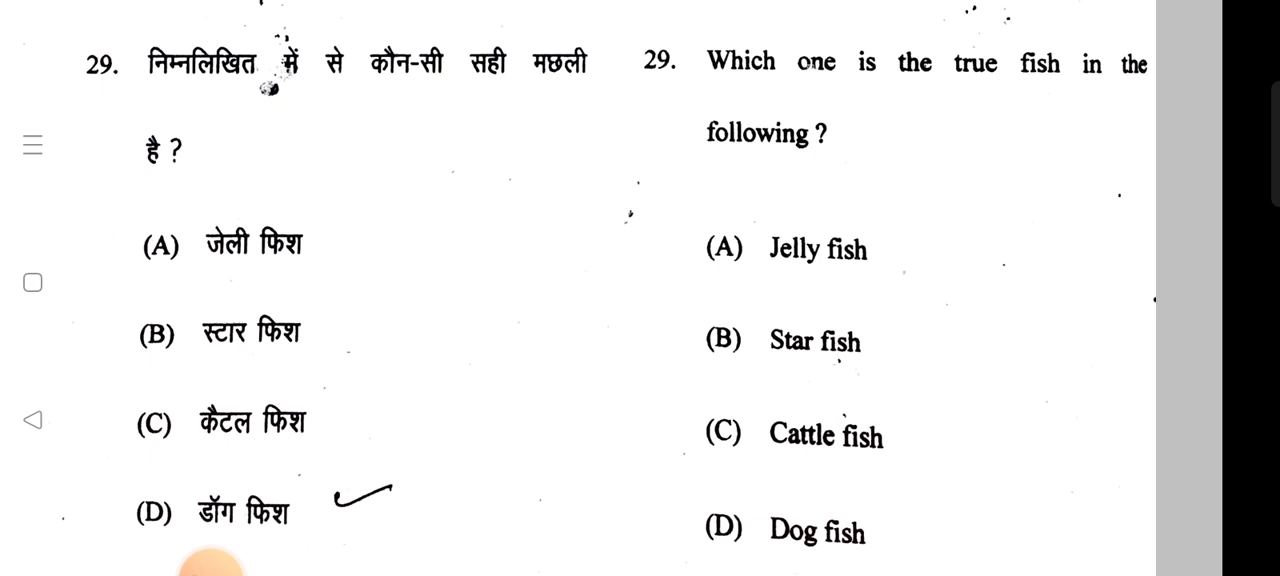 29. निम्नलिखित में से कौन-सी सही मछली
है ?
(A) जेली फिश
(B) स्टार फिश
(C) कैटल फिश
(D) डॉग फिश
29. Which one is the true fish in the
following ?
(A) Jelly fish
(B) Star fish
(C) Cattle fish
(D) Dog fish